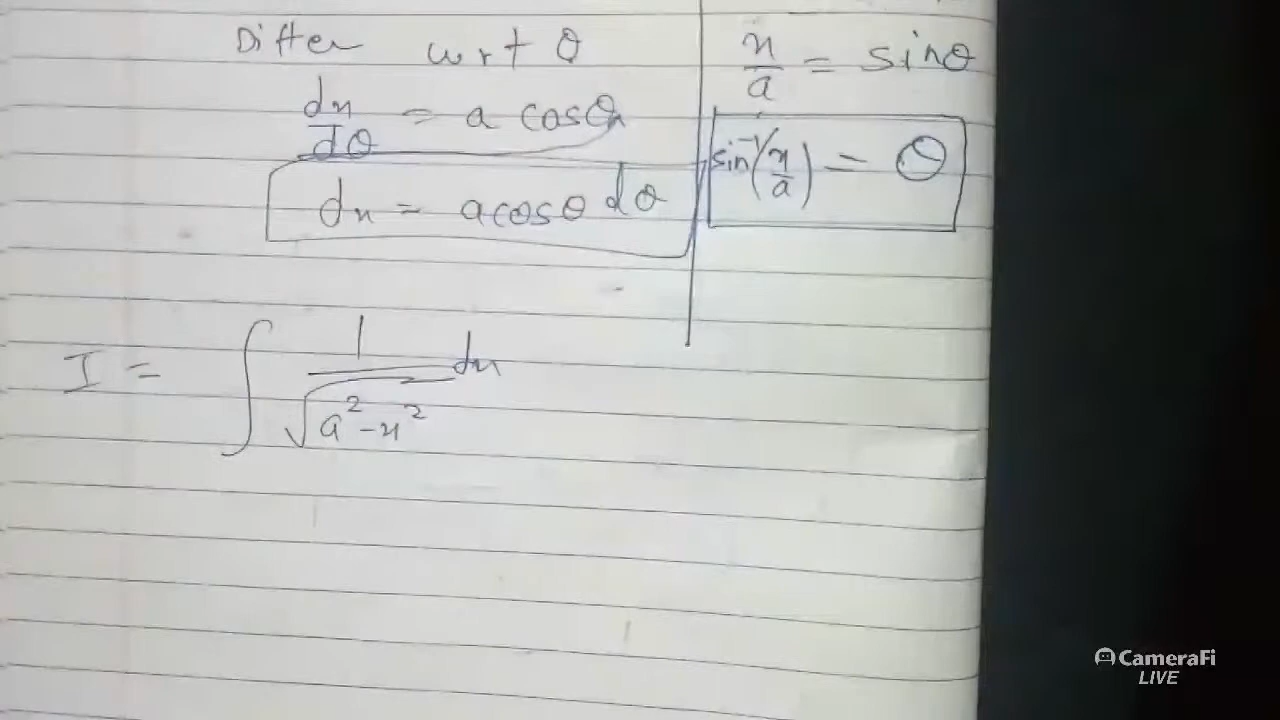 Differ wrt θ
dx/dθ = a cosθ
dx = a cosθ dθ
x/a = sinθ
sin⁻¹(x/a) = θ
I = ∫ 1/√(a² - x²) dx
CameraFi
LIVE